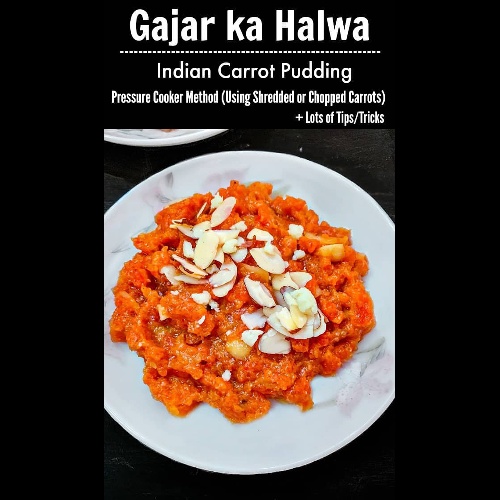 Gajar ka Halwa
Indian Carrot Pudding
Pressure Cooker Method (Using Shredded or Chopped Carrots)
+ Lots of Tips/Tricks